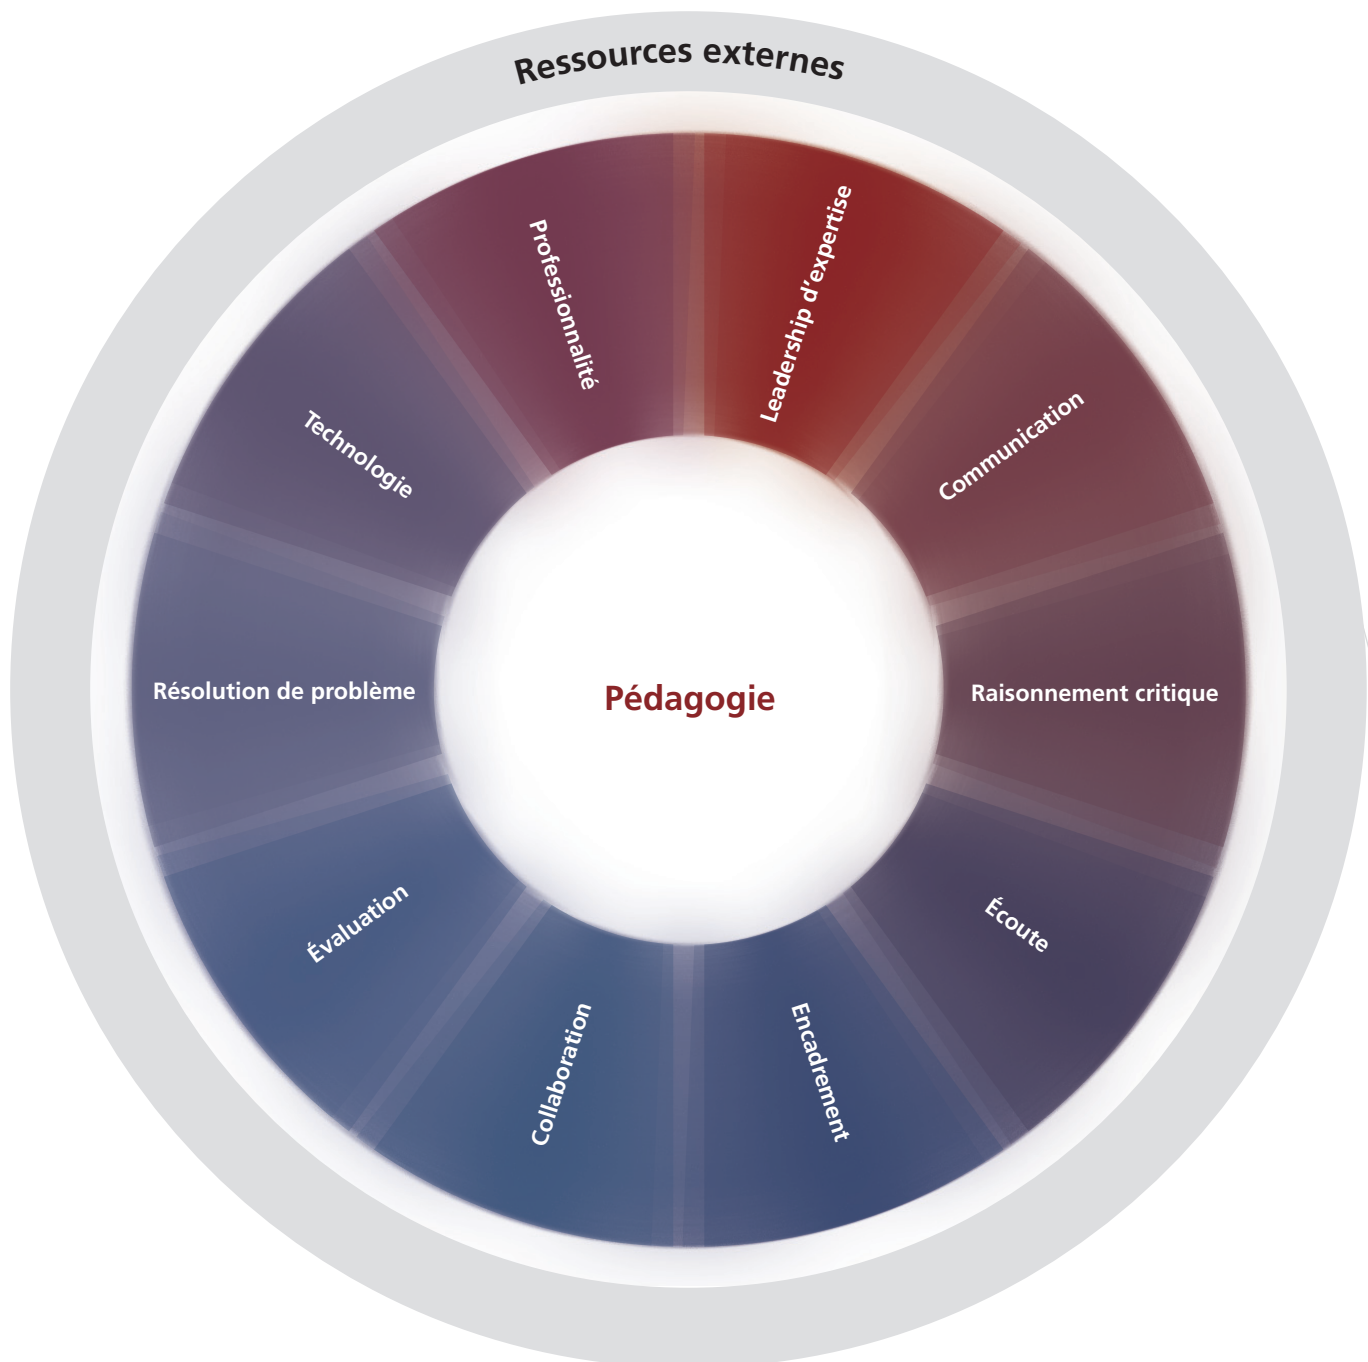 Ressources externes
Leadership d'expertise
Communication
Raisonnement critique
Écoute
Encadrement
Collaboration
Évaluation
Résolution de problème
Technologie
Professionnalité
Pédagogie